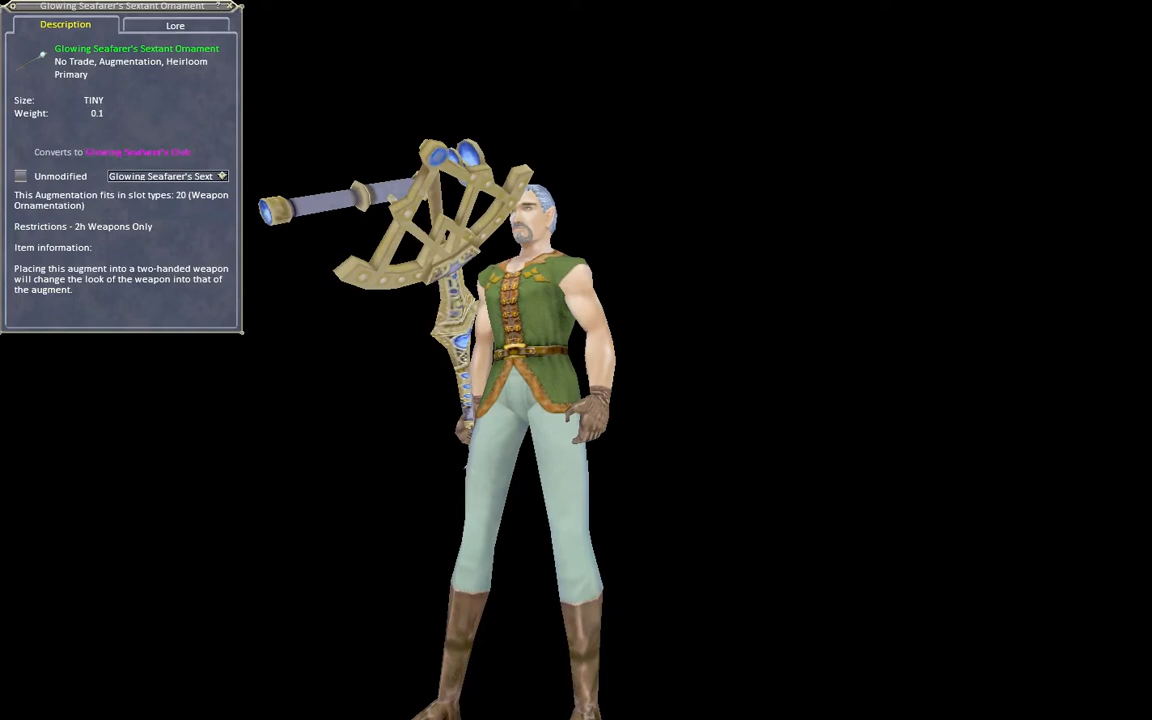 Glowing Seafarer's Sextant Ornament
Description
Lore
Glowing Seafarer's Sextant Ornament
No Trade, Augmentation, Heirloom
Primary
Size: TINY
Weight: 0.1
Converts to Glowing Seafarer's
Unmodified
Glowing Seafarer's Sext
This Augmentation fits in slot types: 20 (Weapon
Ornamentation)
Restrictions - 2h Weapons Only
Item information:
Placing this augment into a two-handed weapon
will change the look of the weapon into that of
the augment.